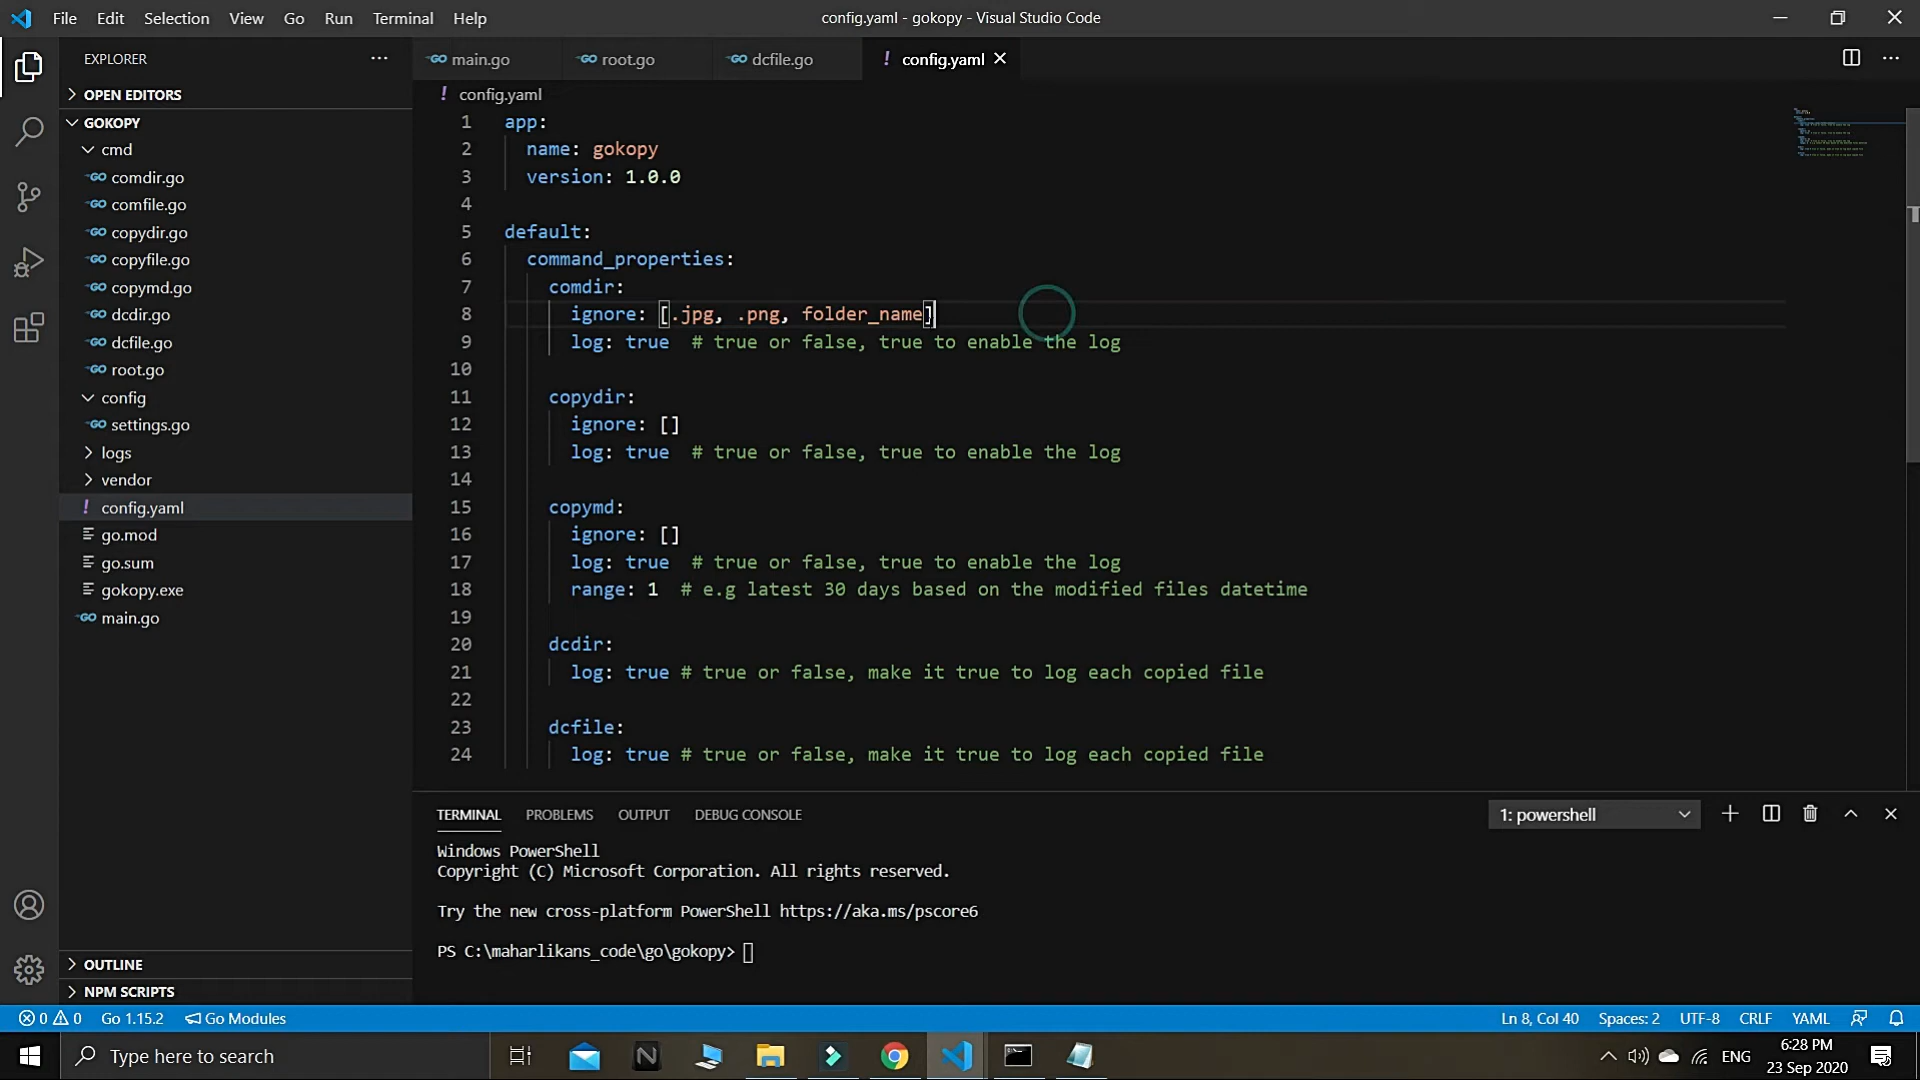 File Edit Selection View Go Run Terminal Help
config.yaml - gokopy - Visual Studio Code
EXPLORER
main.go
root.go
dcfile.go
config.yaml
OPEN EDITORS
GOKOPY
cmd
comdir.go
comfile.go
copydir.go
copyfile.go
copymd.go
dcdir.go
dcfile.go
root.go
config
settings.go
logs
vendor
config.yaml
go.mod
go.sum
gokopy.exe
main.go
OUTLINE
NPM SCRIPTS
config.yaml
1 app:
2 name: gokopy
3 version: 1.0.0
4
5 default:
6 command_properties:
7 comdir:
8 ignore: [.jpg, .png, folder_name]
9 log: true # true or false, true to enable the log
10
11 copydir:
12 ignore: []
13 log: true # true or false, true to enable the log
14
15 copymd:
16 ignore: []
17 log: true # true or false, true to enable the log
18 range: 1 # e.g latest 30 days based on the modified files datetime
19
20 dcdir:
21 log: true # true or false, make it true to log each copied file
22
23 dcfile:
24 log: true # true or false, make it true to log each copied file
TERMINAL PROBLEMS OUTPUT DEBUG CONSOLE
1: powershell
Windows PowerShell
Copyright (C) Microsoft Corporation. All rights reserved.
Try the new cross-platform PowerShell https://aka.ms/pscore6
PS C:\maharlikans_code\go\gokopy>
0 0 Go 1.15.2 Go Modules
Ln 8, Col 40 Spaces: 2 UTF-8 CRLF YAML
Type here to search
ENG
6:28 PM
23 Sep 2020